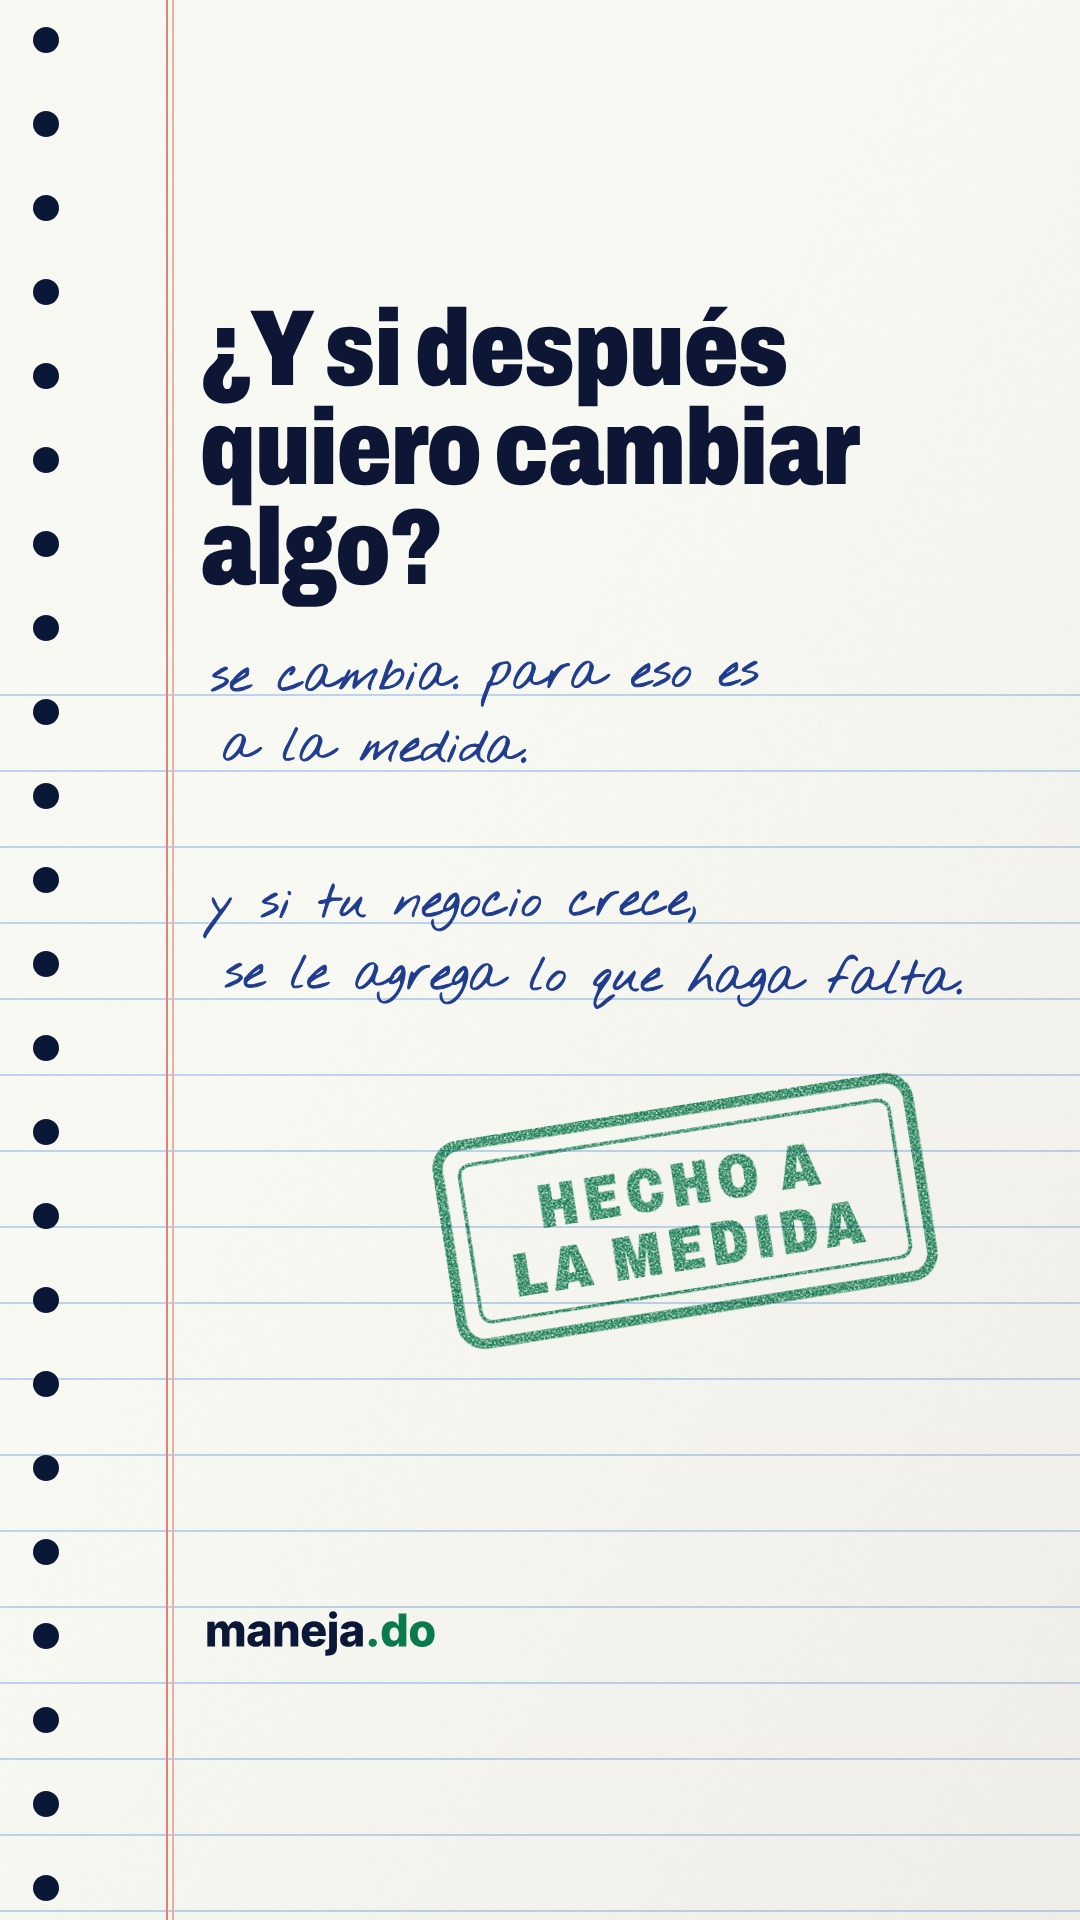 ¿Y si después
quiero cambiar
algo?
se cambia. para eso es
a la medida.
y si tu negocio crece,
se le agrega lo que haga falta.
HECHO A
LA MEDIDA
maneja.do